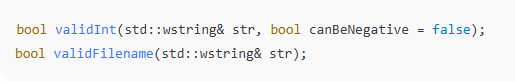 bool validInt(std::wstring& str, bool canBeNegative = false);
bool validFilename(std::wstring& str);